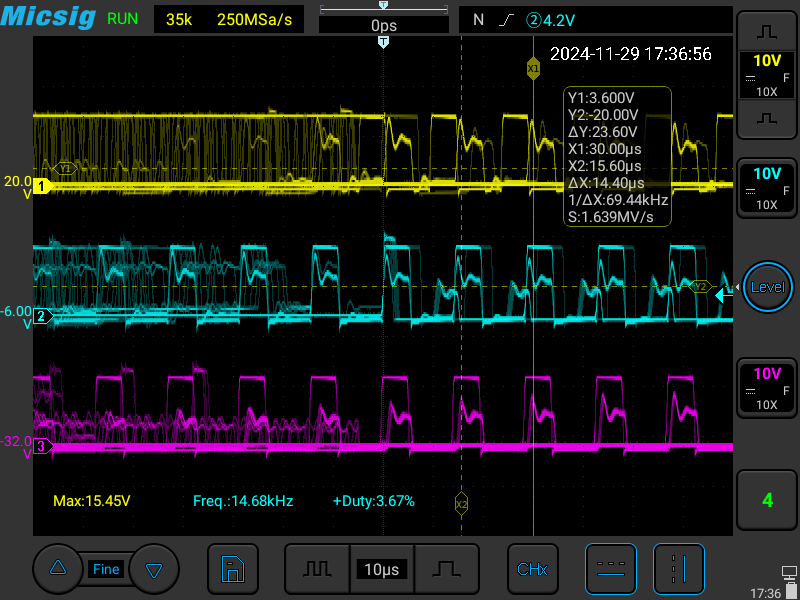 Micsig RUN 35k 250MSa/s 0ps N ②4.2V
T
T
2024-11-29 17:36:56
X1
10V
F
10X
Y1:3.600V
Y2:-20.00V
ΔY:23.60V
X1:30.00μs
X2:15.60μs
ΔX:14.40μs
1/ΔX:69.44kHz
S:1.639MV/s
Y1
20.0
V
1
10V
F
10X
Y2
Level
-6.00
V
2
10V
F
10X
-32.0
V
3
Max:15.45V Freq.:14.68kHz +Duty:3.67%
X2
4
Fine 10μs CHx
17:36